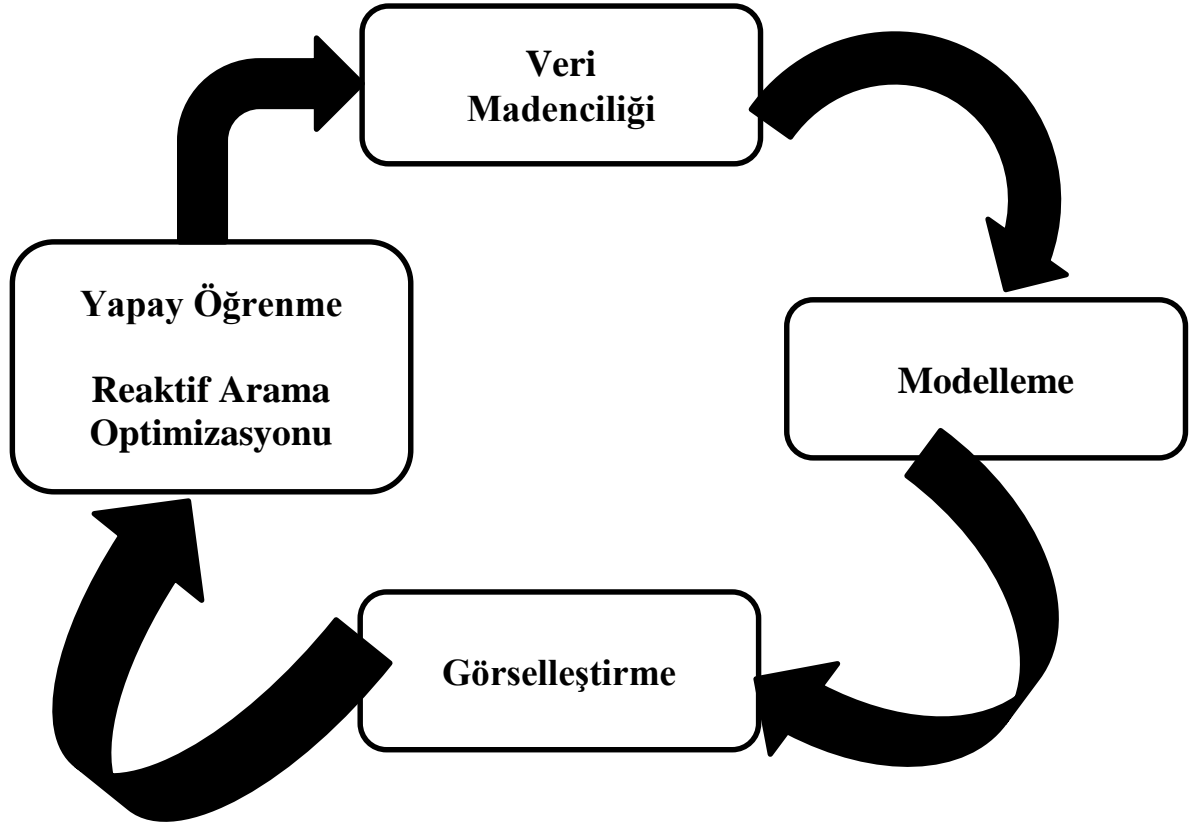 Veri
Madenciliği
Yapay Öğrenme
Reaktif Arama
Optimizasyonu
Modelleme
Görselleştirme